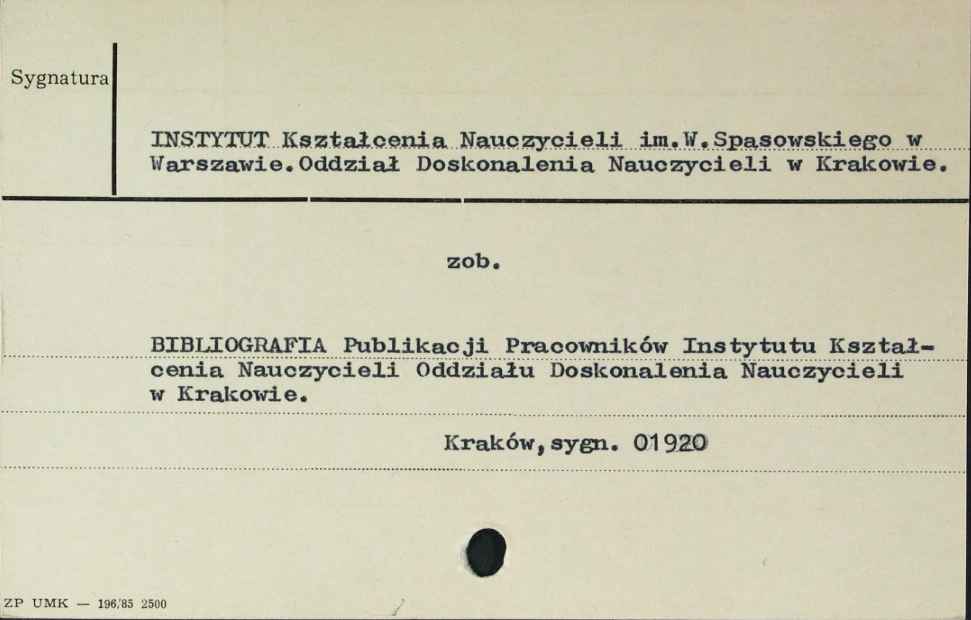 Sygnatura
INSTYTUT Kształcenia Nauczycieli im.W.Spasowskiego w
Warszawie.Oddział Doskonalenia Nauczycieli w Krakowie.
zob.
BIBLIOGRAFIA Publikacji Pracowników Instytutu Kształ-
cenia Nauczycieli Oddziału Doskonalenia Nauczycieli
w Krakowie.
Kraków,sygn. 01920
ZP UMK — 196/85 2500